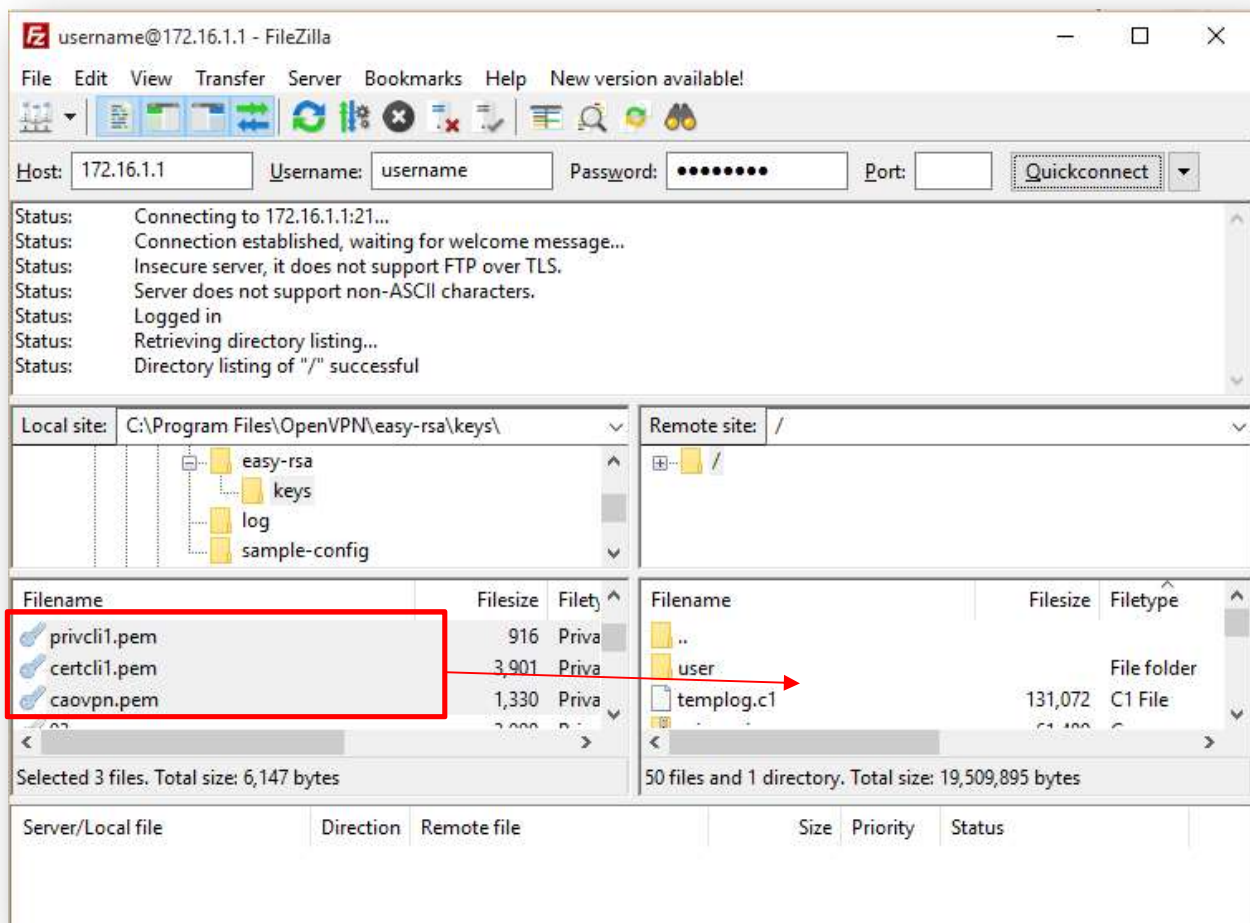 Fz username@172.16.1.1 - FileZilla
File Edit View Transfer Server Bookmarks Help New version available!
Host: 172.16.1.1 Username: username Password: ●●●●●●●● Port: Quickconnect
Status: Connecting to 172.16.1.1:21...
Status: Connection established, waiting for welcome message...
Status: Insecure server, it does not support FTP over TLS.
Status: Server does not support non-ASCII characters.
Status: Logged in
Status: Retrieving directory listing...
Status: Directory listing of "/" successful
Local site: C:\Program Files\OpenVPN\easy-rsa\keys\
easy-rsa
keys
log
sample-config
Remote site: /
/
Filename Filesize Filety
privcli1.pem 916 Priva
certcli1.pem 3,901 Priva
caovpn.pem 1,330 Priva
Selected 3 files. Total size: 6,147 bytes
Filename Filesize Filetype
..
user File folder
templog.c1 131,072 C1 File
50 files and 1 directory. Total size: 19,509,895 bytes
Server/Local file Direction Remote file Size Priority Status